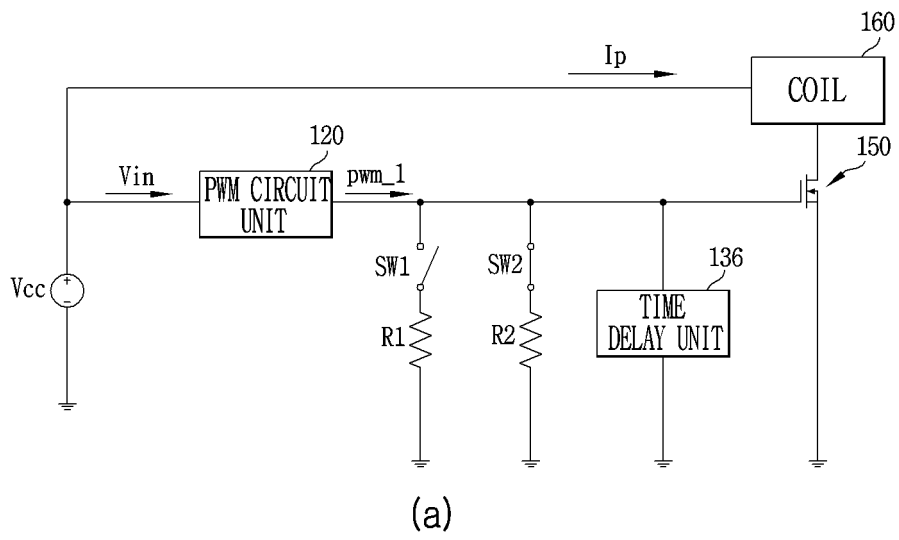 160
Ip
COIL
120
150
Vin
pwm_1
PWM CIRCUIT
UNIT
SW1
SW2
136
Vcc
+
−
TIME
DELAY UNIT
R1
R2
(a)